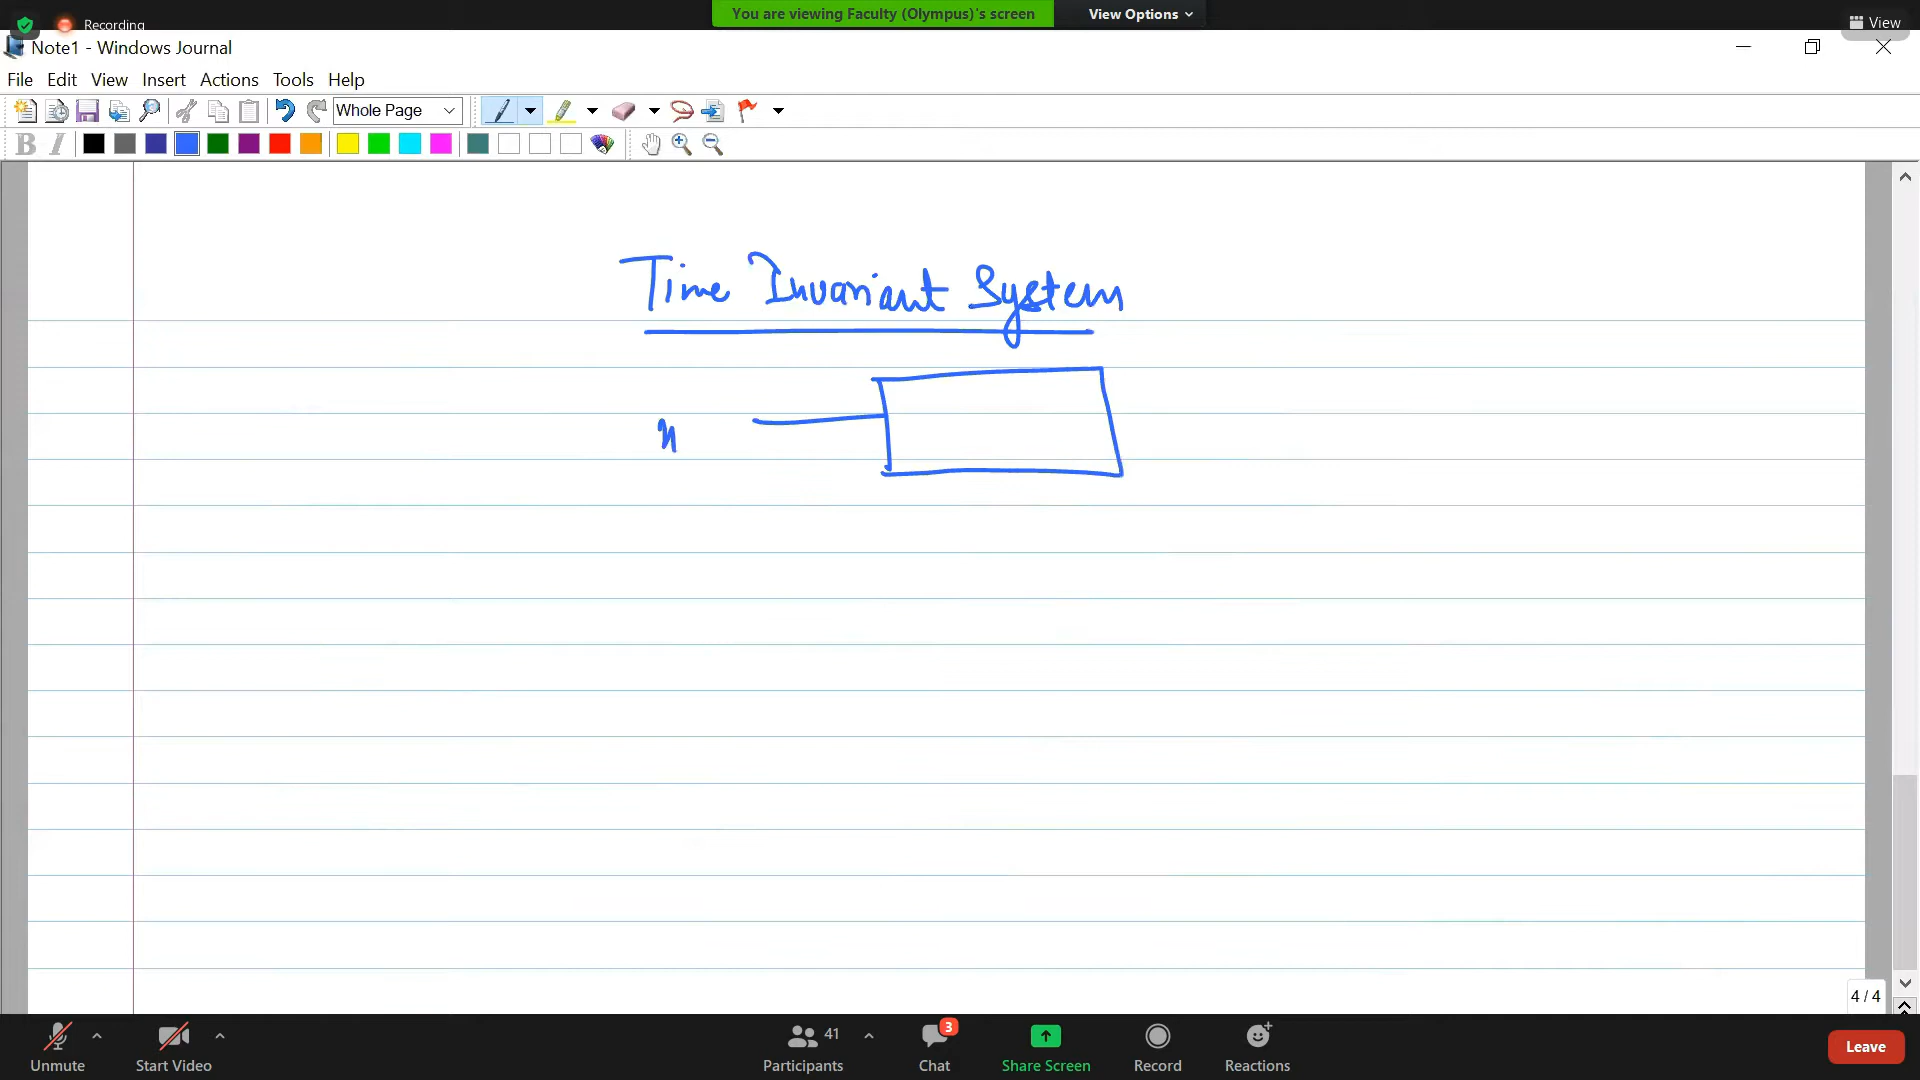 Recording
You are viewing Faculty (Olympus)'s screen
View Options
View
Note1 - Windows Journal
File Edit View Insert Actions Tools Help
Whole Page
B I
Time Invariant System
4 / 4
Unmute
Start Video
41
Participants
3
Chat
Share Screen
Record
Reactions
Leave